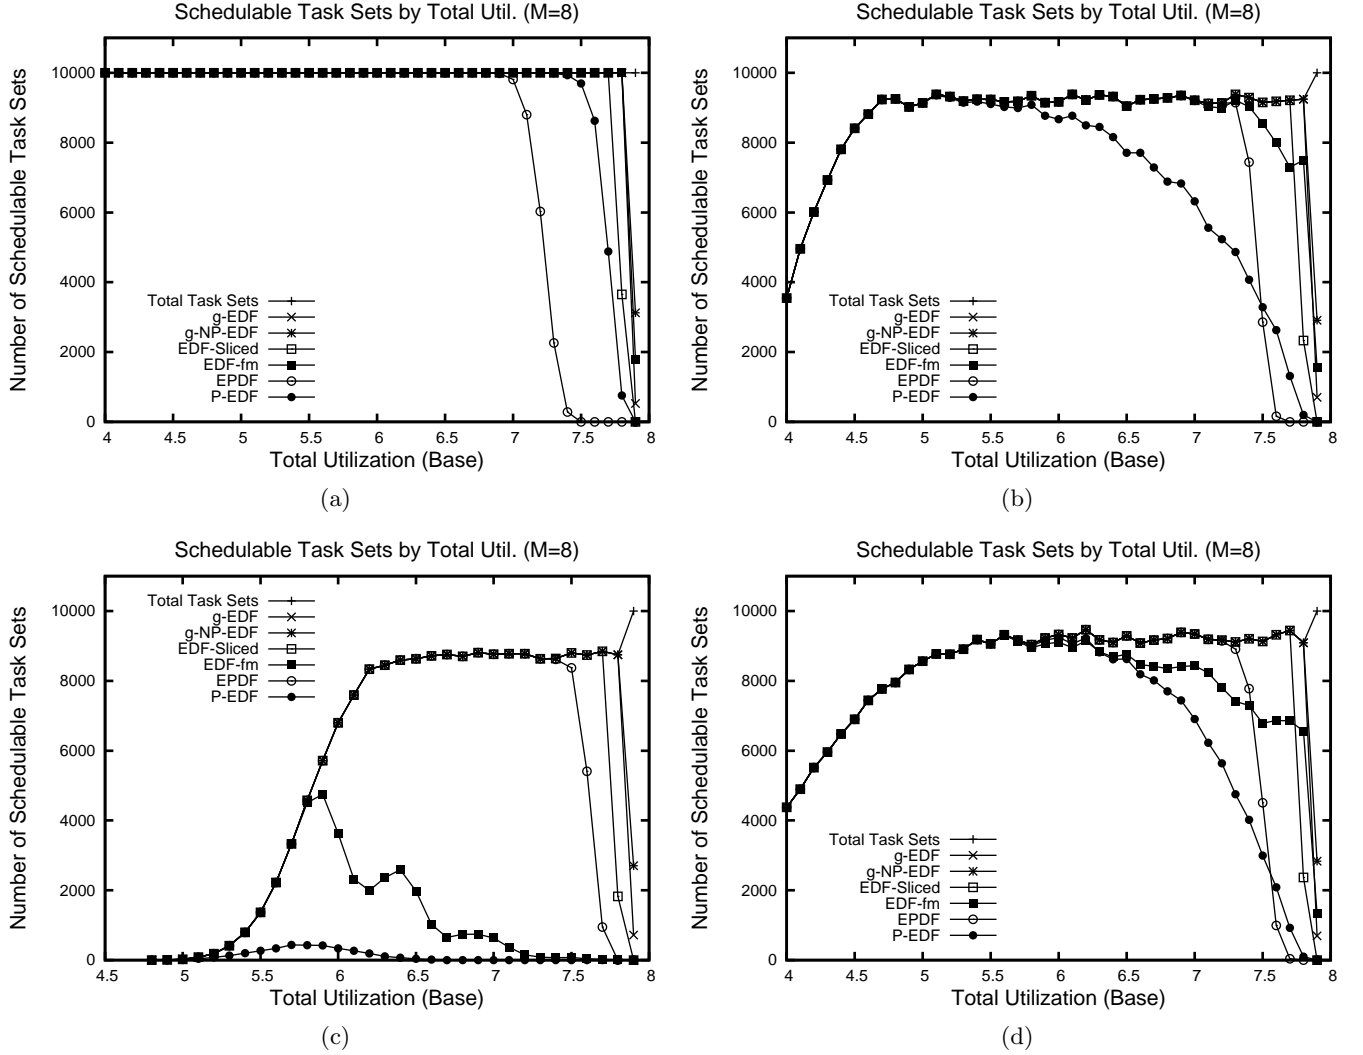 Schedulable Task Sets by Total Util. (M=8)
Number of Schedulable Task Sets
10000
8000
6000
4000
2000
0
Total Task Sets
g-EDF
g-NP-EDF
EDF-Sliced
EDF-fm
EPDF
P-EDF
4 4.5 5 5.5 6 6.5 7 7.5 8
Total Utilization (Base)
(a)
Schedulable Task Sets by Total Util. (M=8)
Number of Schedulable Task Sets
10000
8000
6000
4000
2000
0
Total Task Sets
g-EDF
g-NP-EDF
EDF-Sliced
EDF-fm
EPDF
P-EDF
4 4.5 5 5.5 6 6.5 7 7.5 8
Total Utilization (Base)
(b)
Schedulable Task Sets by Total Util. (M=8)
Number of Schedulable Task Sets
10000
8000
6000
4000
2000
0
Total Task Sets
g-EDF
g-NP-EDF
EDF-Sliced
EDF-fm
EPDF
P-EDF
4.5 5 5.5 6 6.5 7 7.5 8
Total Utilization (Base)
(c)
Schedulable Task Sets by Total Util. (M=8)
Number of Schedulable Task Sets
10000
8000
6000
4000
2000
0
Total Task Sets
g-EDF
g-NP-EDF
EDF-Sliced
EDF-fm
EPDF
P-EDF
4 4.5 5 5.5 6 6.5 7 7.5 8
Total Utilization (Base)
(d)